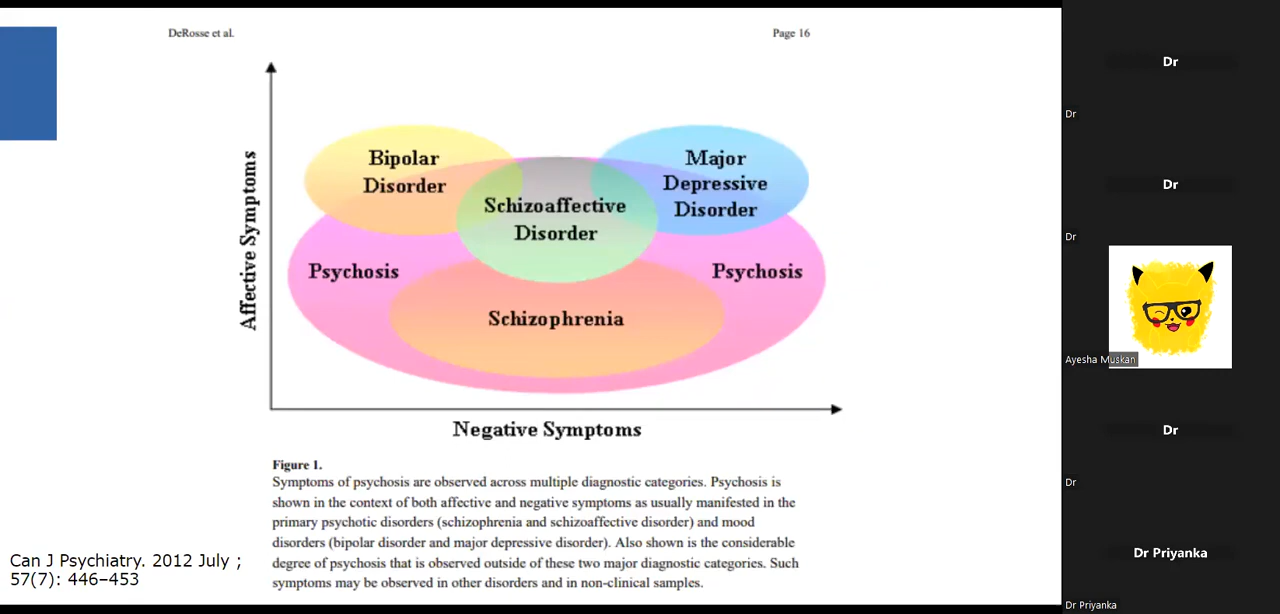 DeRosse et al.
Page 16
Affective Symptoms
Bipolar
Disorder
Major
Depressive
Disorder
Schizoaffective
Disorder
Psychosis
Psychosis
Schizophrenia
Negative Symptoms
Figure 1.
Symptoms of psychosis are observed across multiple diagnostic categories. Psychosis is
shown in the context of both affective and negative symptoms as usually manifested in the
primary psychotic disorders (schizophrenia and schizoaffective disorder) and mood
disorders (bipolar disorder and major depressive disorder). Also shown is the considerable
degree of psychosis that is observed outside of these two major diagnostic categories. Such
symptoms may be observed in other disorders and in non-clinical samples.
Can J Psychiatry. 2012 July ;
57(7): 446–453
Dr
Dr
Dr
Dr
Ayesha Muskan
Dr
Dr
Dr Priyanka
Dr Priyanka